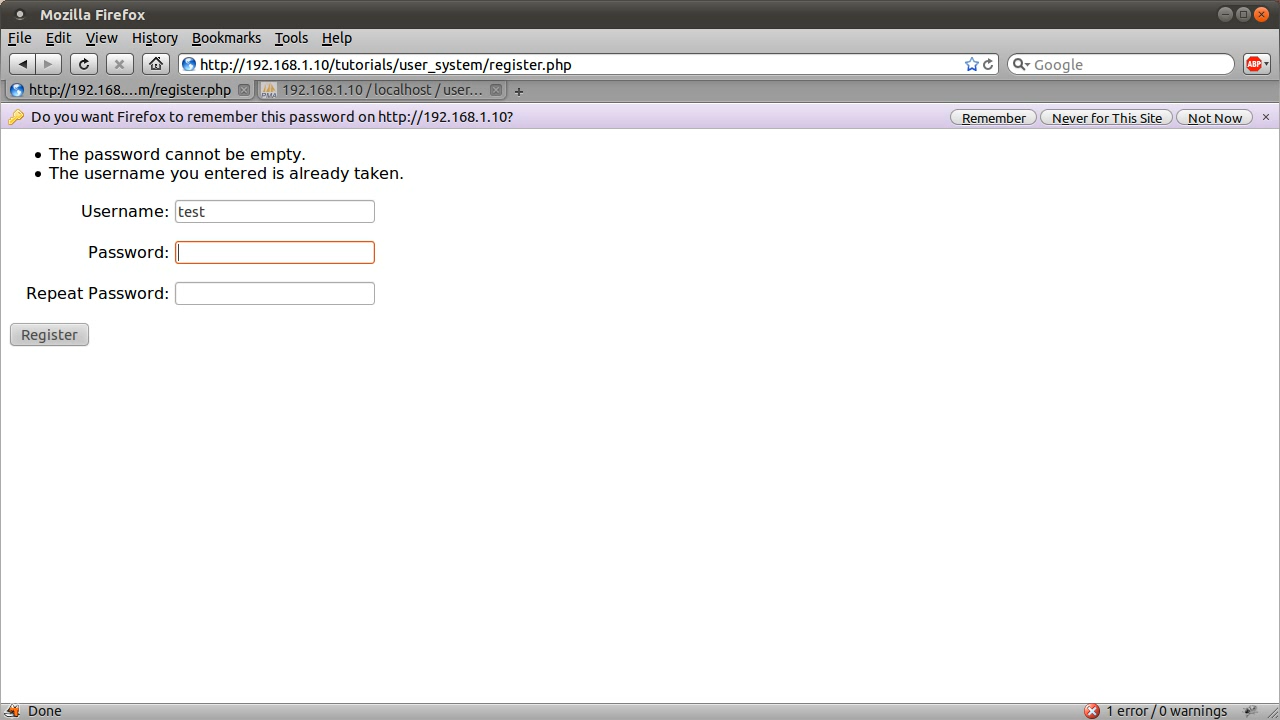 Mozilla Firefox
File Edit View History Bookmarks Tools Help
http://192.168.1.10/tutorials/user_system/register.php
Google
ABP
http://192.168....m/register.php
PMA
192.168.1.10 / localhost / user...
Do you want Firefox to remember this password on http://192.168.1.10?
Remember
Never for This Site
Not Now
• The password cannot be empty.
• The username you entered is already taken.
Username: test
Password:
Repeat Password:
Register
Done
1 error / 0 warnings